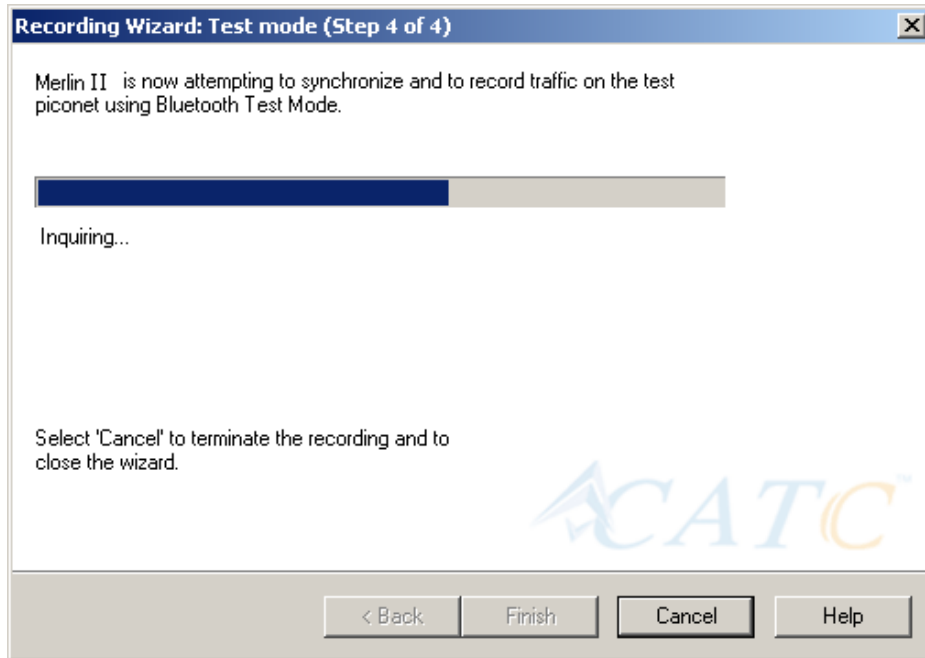 Recording Wizard: Test mode (Step 4 of 4)
Merlin II is now attempting to synchronize and to record traffic on the test
piconet using Bluetooth Test Mode.
Inquiring...
Select 'Cancel' to terminate the recording and to
close the wizard.
CATC™
< Back Finish Cancel Help